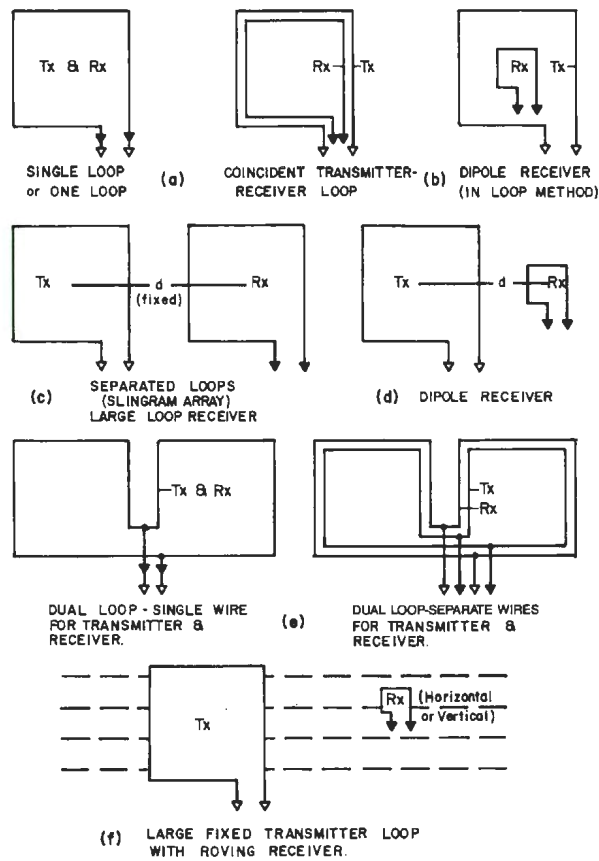 Tx & Rx
Rx
Tx
Rx
Tx
SINGLE LOOP
or ONE LOOP
(a)
COINCIDENT TRANSMITTER-
RECEIVER LOOP
(b)
DIPOLE RECEIVER
(IN LOOP METHOD)
Tx
d
(fixed)
Rx
Tx
d
Rx
(c)
SEPARATED LOOPS
(SLINGRAM ARRAY)
LARGE LOOP RECEIVER
(d)
DIPOLE RECEIVER
Tx & Rx
Tx
Rx
DUAL LOOP - SINGLE WIRE
FOR TRANSMITTER &
RECEIVER.
(e)
DUAL LOOP-SEPARATE WIRES
FOR TRANSMITTER &
RECEIVER.
Tx
Rx
(Horizontal
or Vertical)
(f)
LARGE FIXED TRANSMITTER LOOP
WITH ROVING RECEIVER.